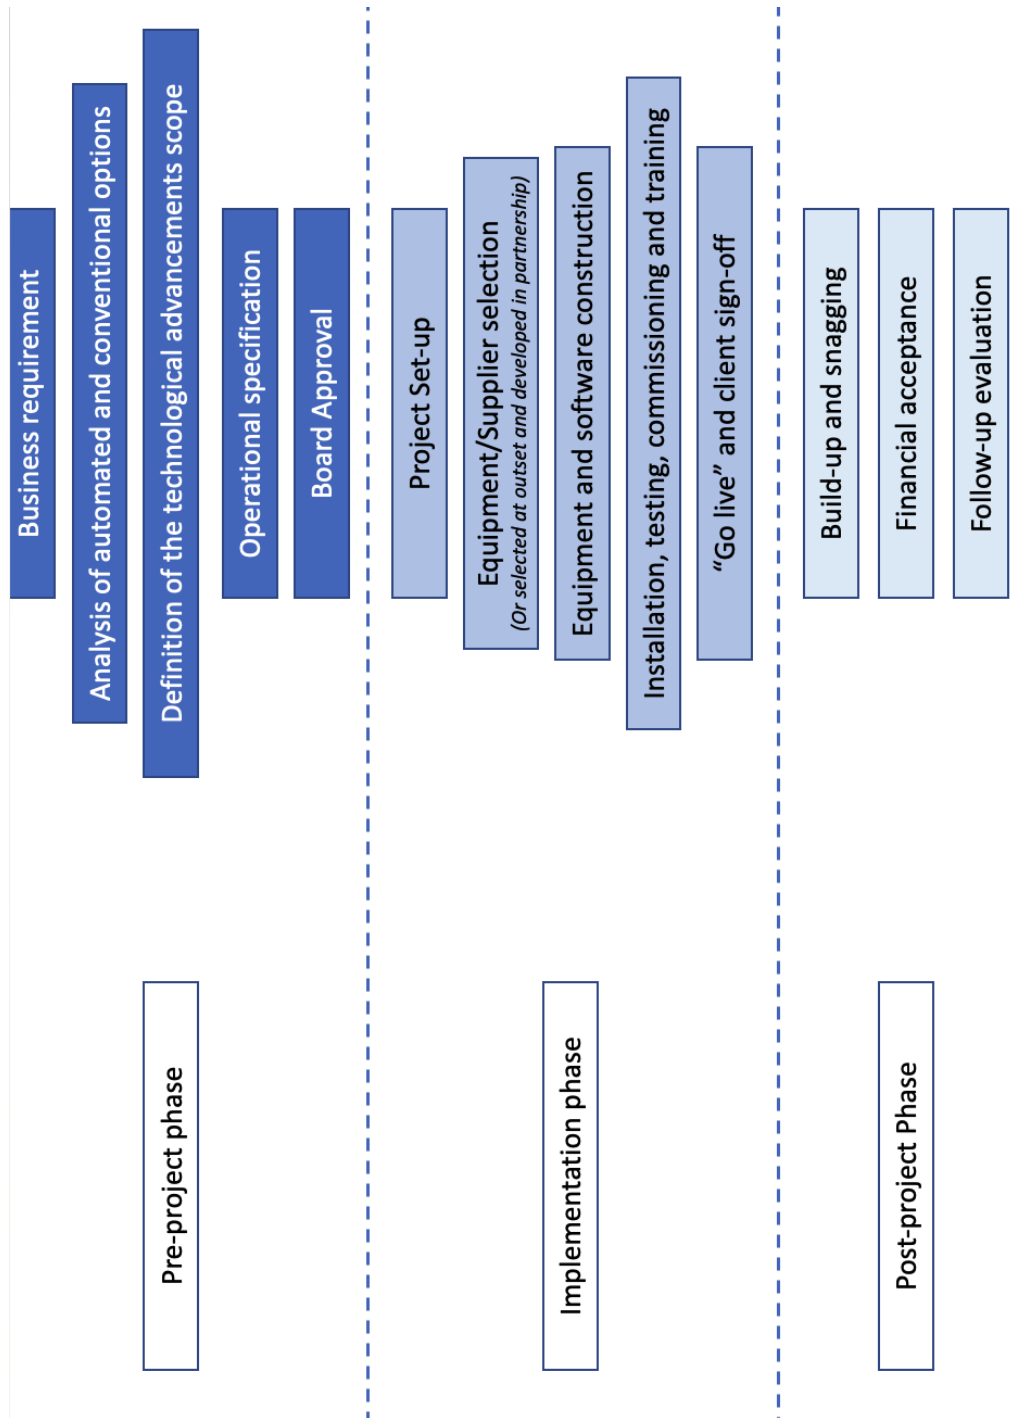 Pre-project phase
Business requirement
Analysis of automated and conventional options
Definition of the technological advancements scope
Operational specification
Board Approval
Implementation phase
Project Set-up
Equipment/Supplier selection
(Or selected at outset and developed in partnership)
Equipment and software construction
Installation, testing, commissioning and training
“Go live” and client sign-off
Post-project Phase
Build-up and snagging
Financial acceptance
Follow-up evaluation